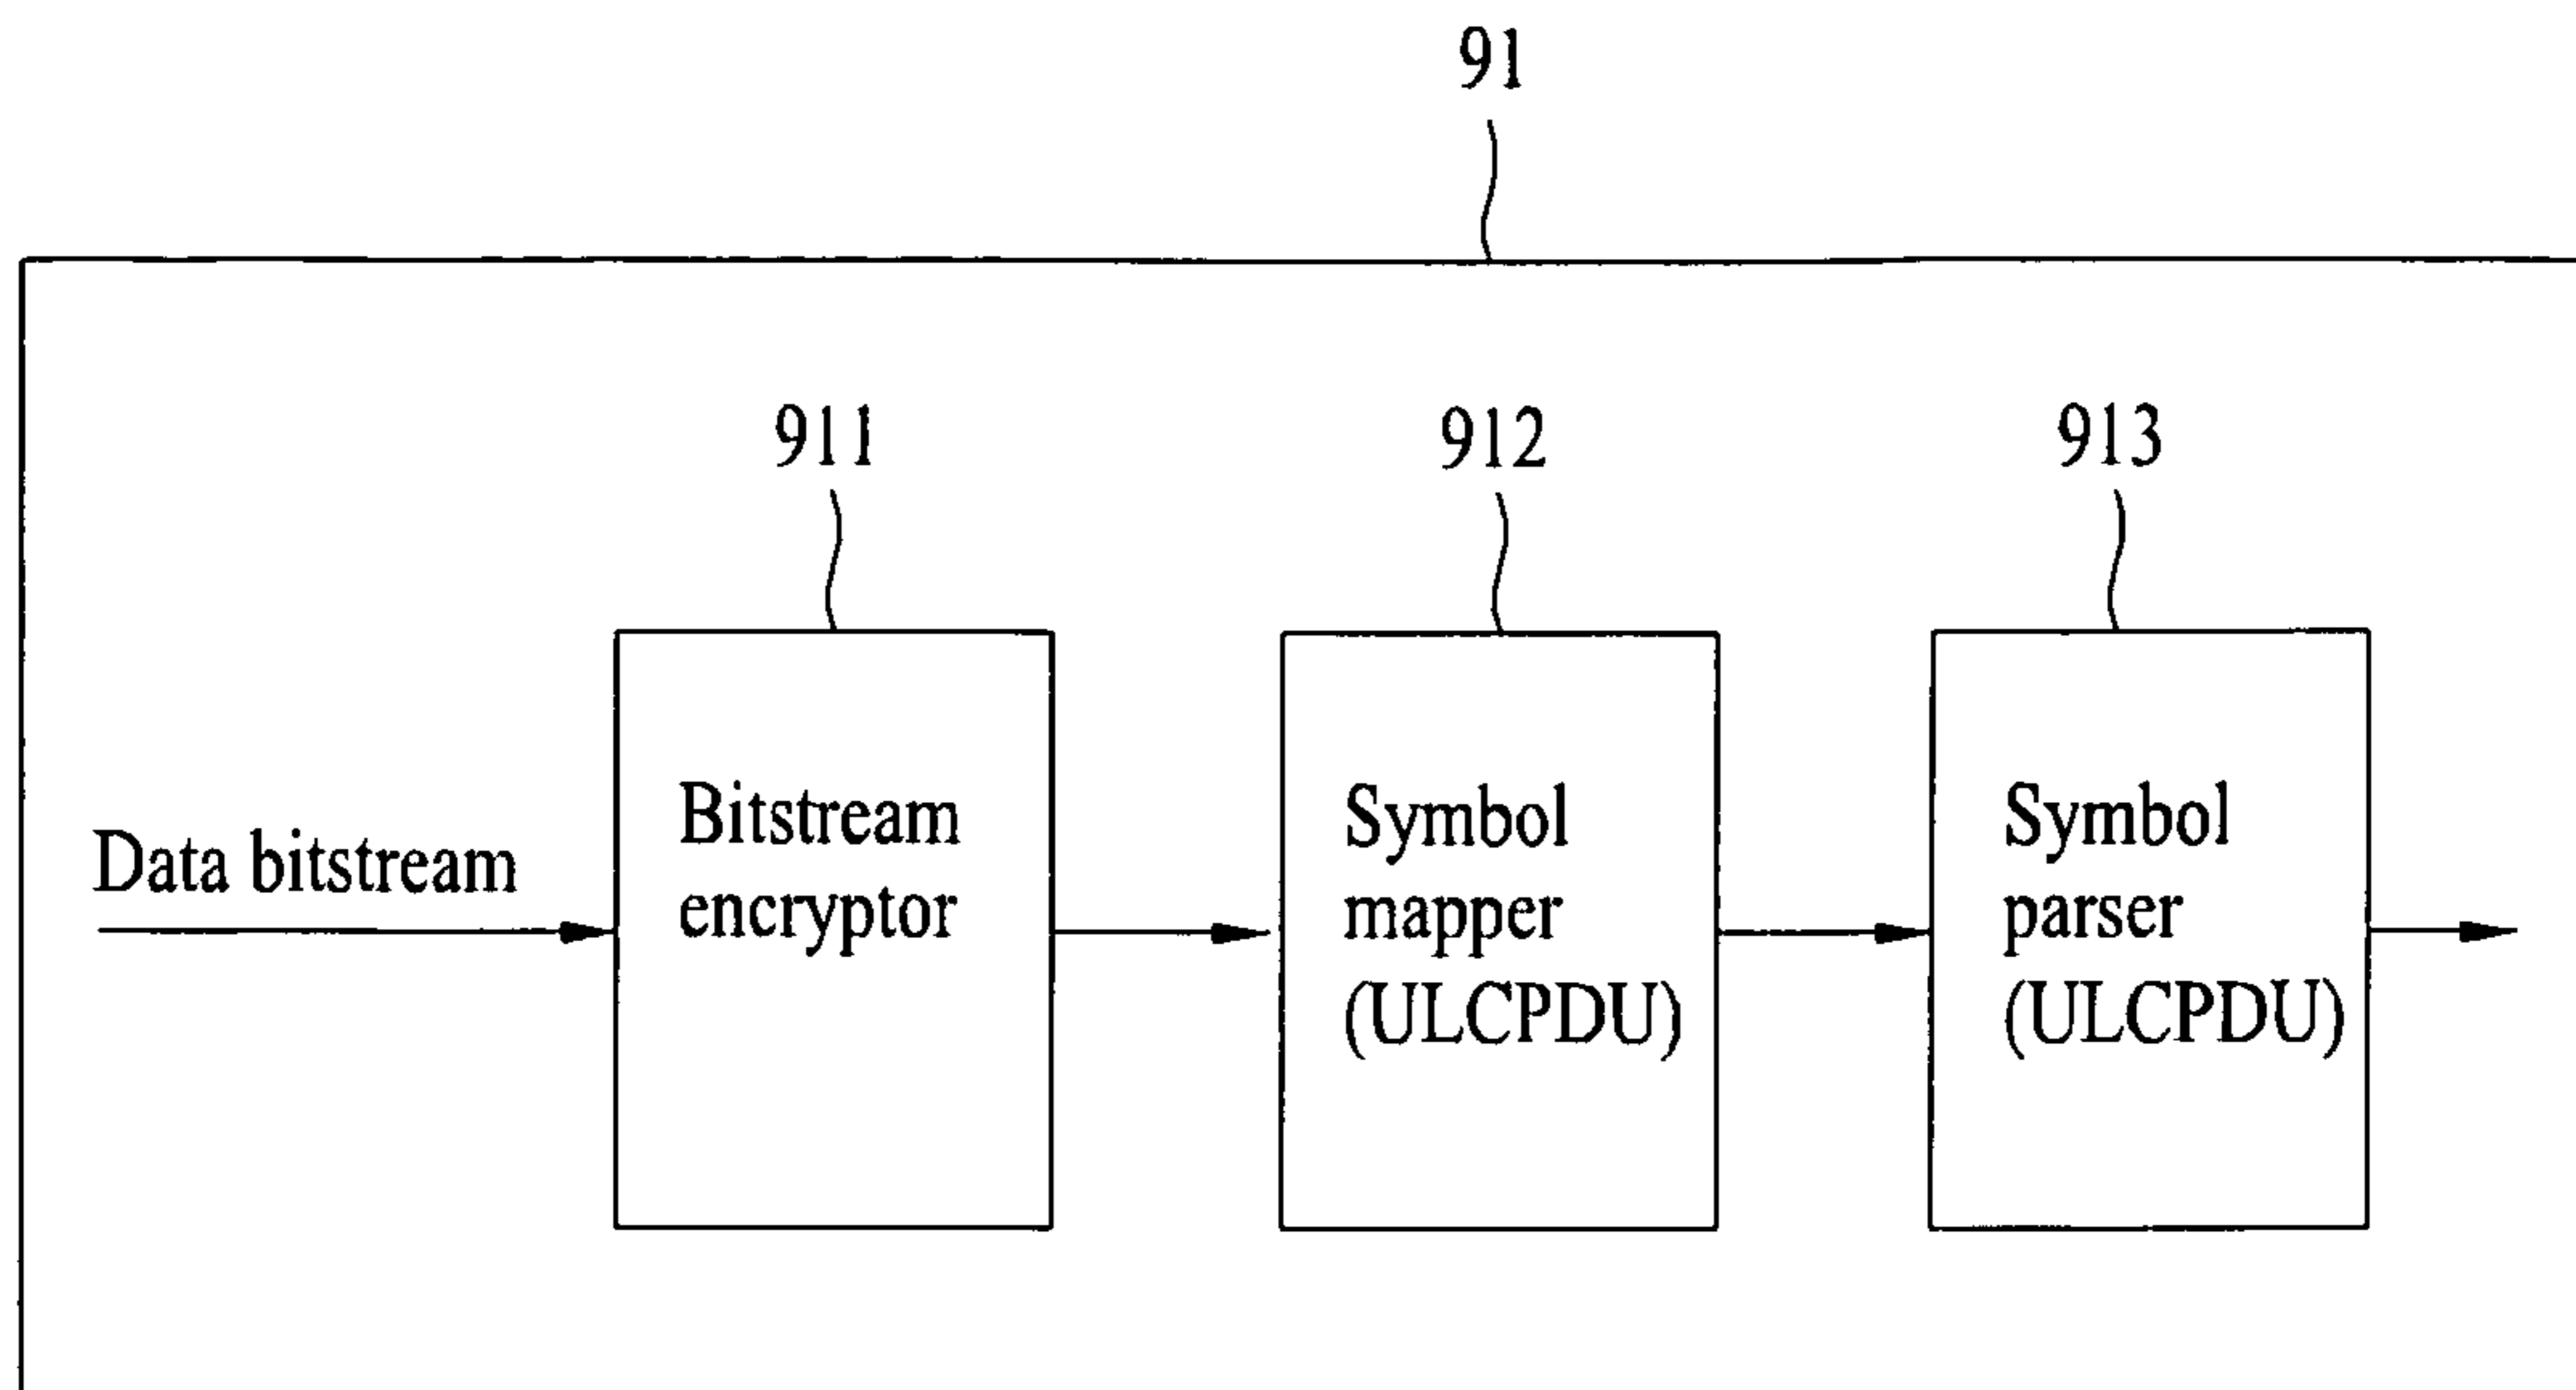 91
911
912
913
Data bitstream
Bitstream
encryptor
Symbol
mapper
(ULCPDU)
Symbol
parser
(ULCPDU)